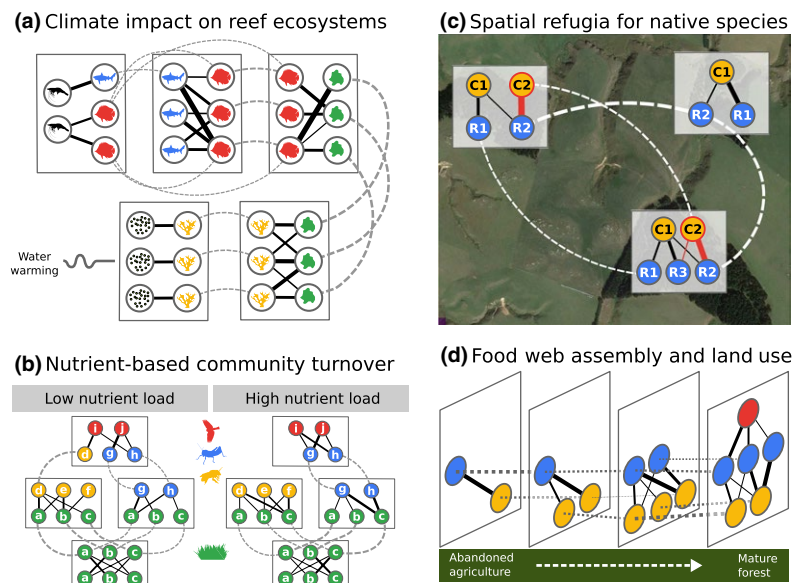 (a) Climate impact on reef ecosystems
Water
warming
(b) Nutrient-based community turnover
Low nutrient load
High nutrient load
i j
d g h
d e f
a b c
g h
a b c
a b c
a b c
i j
g h
d e f
a b c
g h
a b c
a b c
a b c
(c) Spatial refugia for native species
C1 C2
R1 R2
C1
R2 R1
C1 C2
R1 R3 R2
(d) Food web assembly and land use
Abandoned
agriculture
Mature
forest